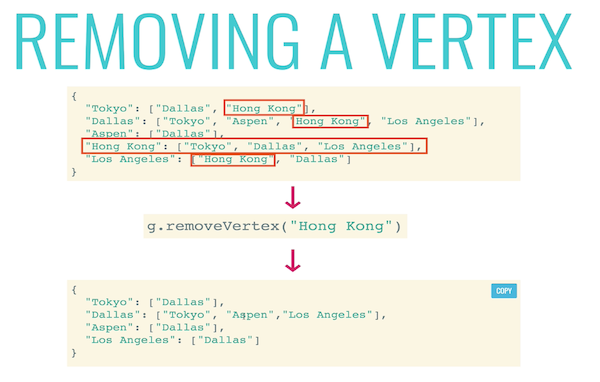 REMOVING A VERTEX
{
"Tokyo": ["Dallas", "Hong Kong"],
"Dallas": ["Tokyo", "Aspen", "Hong Kong", "Los Angeles"],
"Aspen": ["Dallas"],
"Hong Kong": ["Tokyo", "Dallas", "Los Angeles"],
"Los Angeles": ["Hong Kong", "Dallas"]
}
g.removeVertex("Hong Kong")
{
COPY
"Tokyo": ["Dallas"],
"Dallas": ["Tokyo", "Aspen","Los Angeles"],
"Aspen": ["Dallas"],
"Los Angeles": ["Dallas"]
}